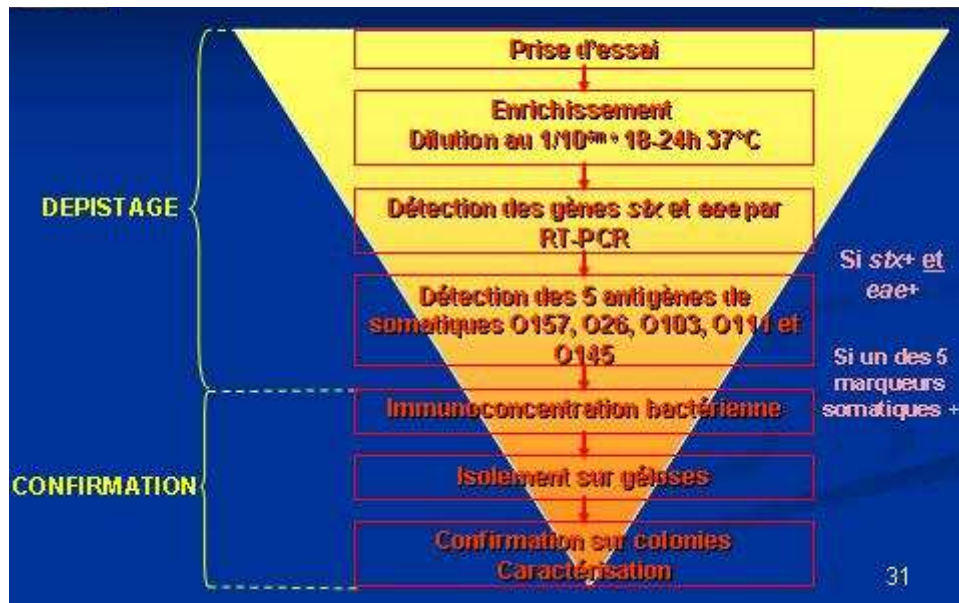 Prise d'essai
Enrichissement
Dilution au 1/10ème 18-24h 37°C
DEPISTAGE
Détection des gènes stx et eae par
RT-PCR
Si stx+ et
eae+
Détection des 5 antigènes de
somatiques O157, O26, O103, O111 et
O145
Si un des 5
marqueurs
somatiques +
Immunoconcentration bactérienne
CONFIRMATION
Isolement sur géloses
Confirmation sur colonies
Caractérisation
31